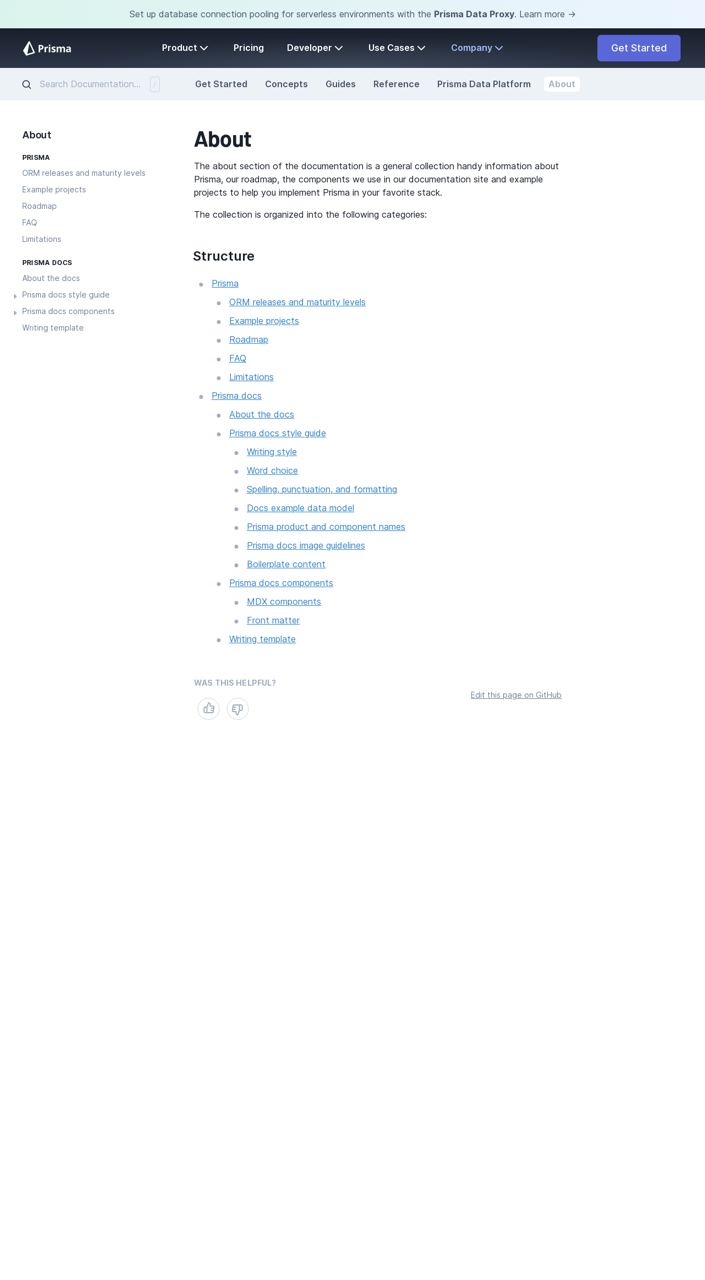 Set up database connection pooling for serverless environments with the Prisma Data Proxy. Learn more →
Prisma
Product
Pricing
Developer
Use Cases
Company
Get Started
Search Documentation...
/
Get Started
Concepts
Guides
Reference
Prisma Data Platform
About
About
PRISMA
ORM releases and maturity levels
Example projects
Roadmap
FAQ
Limitations
PRISMA DOCS
About the docs
Prisma docs style guide
Prisma docs components
Writing template
About
The about section of the documentation is a general collection handy information about
Prisma, our roadmap, the components we use in our documentation site and example
projects to help you implement Prisma in your favorite stack.
The collection is organized into the following categories:
Structure
Prisma
ORM releases and maturity levels
Example projects
Roadmap
FAQ
Limitations
Prisma docs
About the docs
Prisma docs style guide
Writing style
Word choice
Spelling, punctuation, and formatting
Docs example data model
Prisma product and component names
Prisma docs image guidelines
Boilerplate content
Prisma docs components
MDX components
Front matter
Writing template
WAS THIS HELPFUL?
Edit this page on GitHub